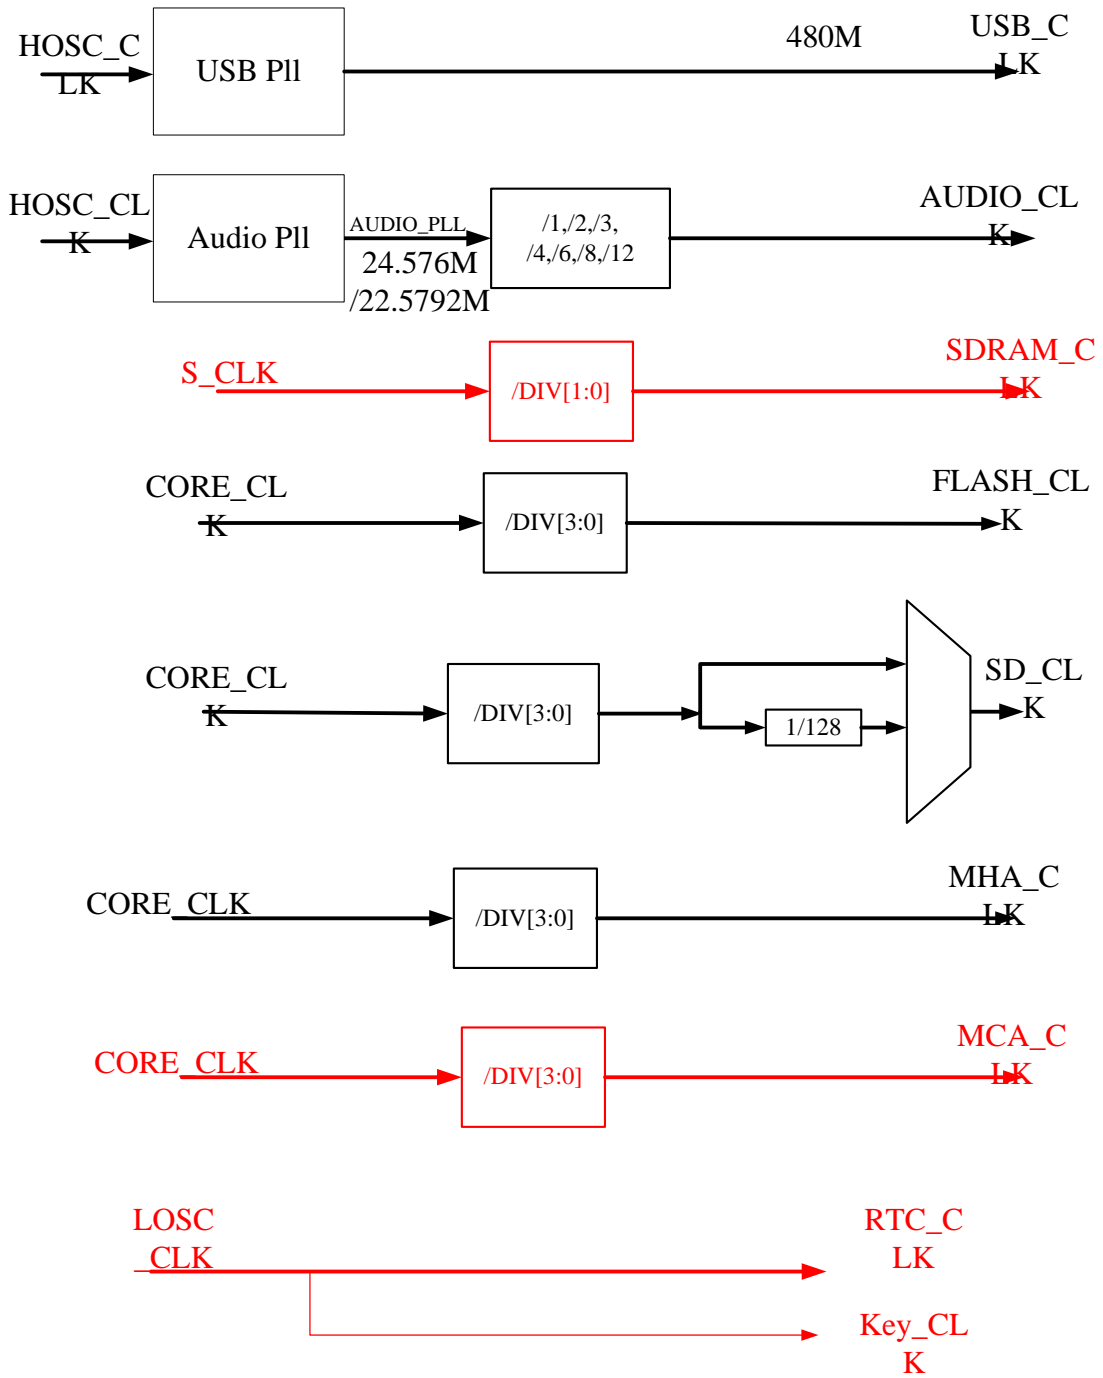 HOSC_C
LK
USB Pll
480M
USB_C
LK
HOSC_CL
K
Audio Pll
AUDIO_PLL
24.576M
/22.5792M
/1,/2,/3,
/4,/6,/8,/12
AUDIO_CL
K
S_CLK
/DIV[1:0]
SDRAM_C
LK
CORE_CL
K
/DIV[3:0]
FLASH_CL
K
CORE_CL
K
/DIV[3:0]
1/128
SD_CL
K
CORE_CLK
/DIV[3:0]
MHA_C
LK
CORE_CLK
/DIV[3:0]
MCA_C
LK
LOSC
_CLK
RTC_C
LK
Key_CL
K